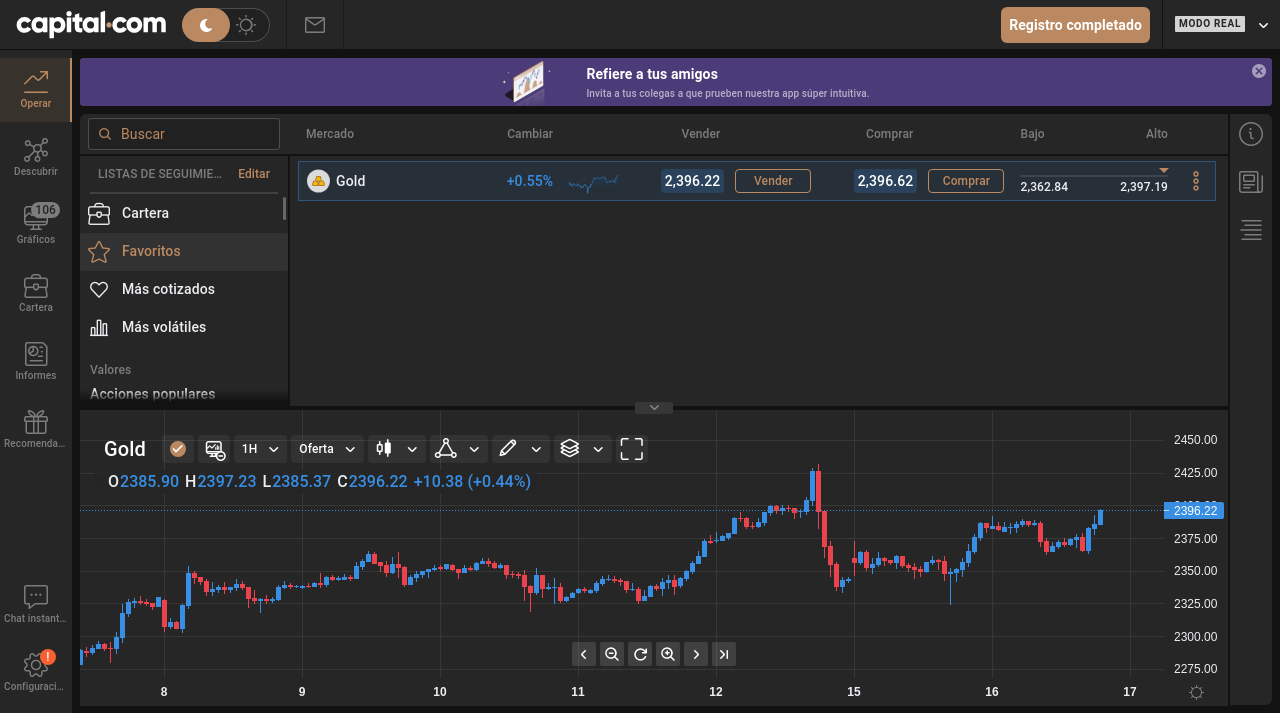 capital.com
Registro completado
MODO REAL
Refiere a tus amigos
Invita a tus colegas a que prueben nuestra app súper intuitiva.
Operar
Descubrir
106
Gráficos
Cartera
Informes
Recomenda...
Chat instant...
!
Configuraci...
Buscar
Mercado Cambiar Vender Comprar Bajo Alto
LISTAS DE SEGUIMIE... Editar
Cartera
Favoritos
Más cotizados
Más volátiles
Valores
Acciones populares
Gold +0.55% 2,396.22 Vender 2,396.62 Comprar 2,362.84 2,397.19
Gold 1H Oferta
O2385.90 H2397.23 L2385.37 C2396.22 +10.38 (+0.44%)
2450.00
2425.00
2396.22
2375.00
2350.00
2325.00
2300.00
2275.00
8 9 10 11 12 15 16 17